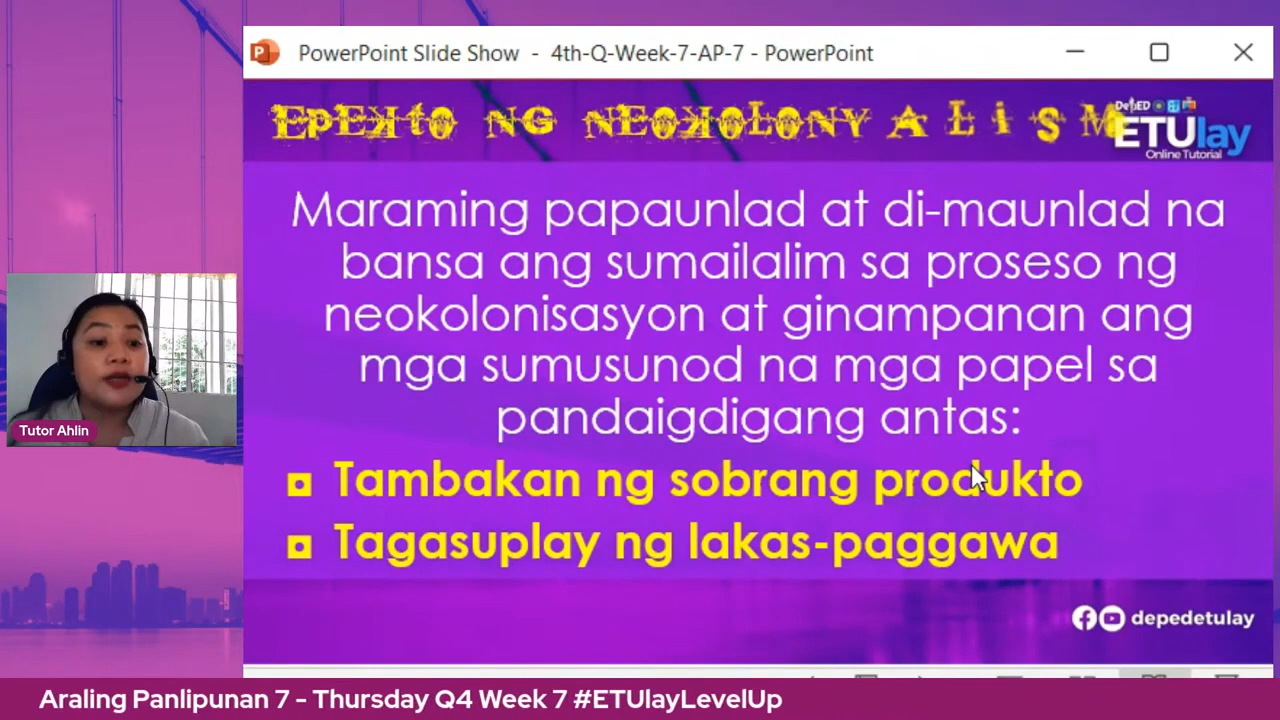 PowerPoint Slide Show - 4th-Q-Week-7-AP-7 - PowerPoint
EPEKTO NG NEOKOLONYALISM
DepED
ETUlay
Online Tutorial
Maraming papaunlad at di-maunlad na
bansa ang sumailalim sa proseso ng
neokolonisasyon at ginampanan ang
mga sumusunod na mga papel sa
pandaigdigang antas:
Tambakan ng sobrang produkto
Tagasuplay ng lakas-paggawa
Tutor Ahlin
depedetulay
Araling Panlipunan 7 - Thursday Q4 Week 7 #ETUlayLevelUp